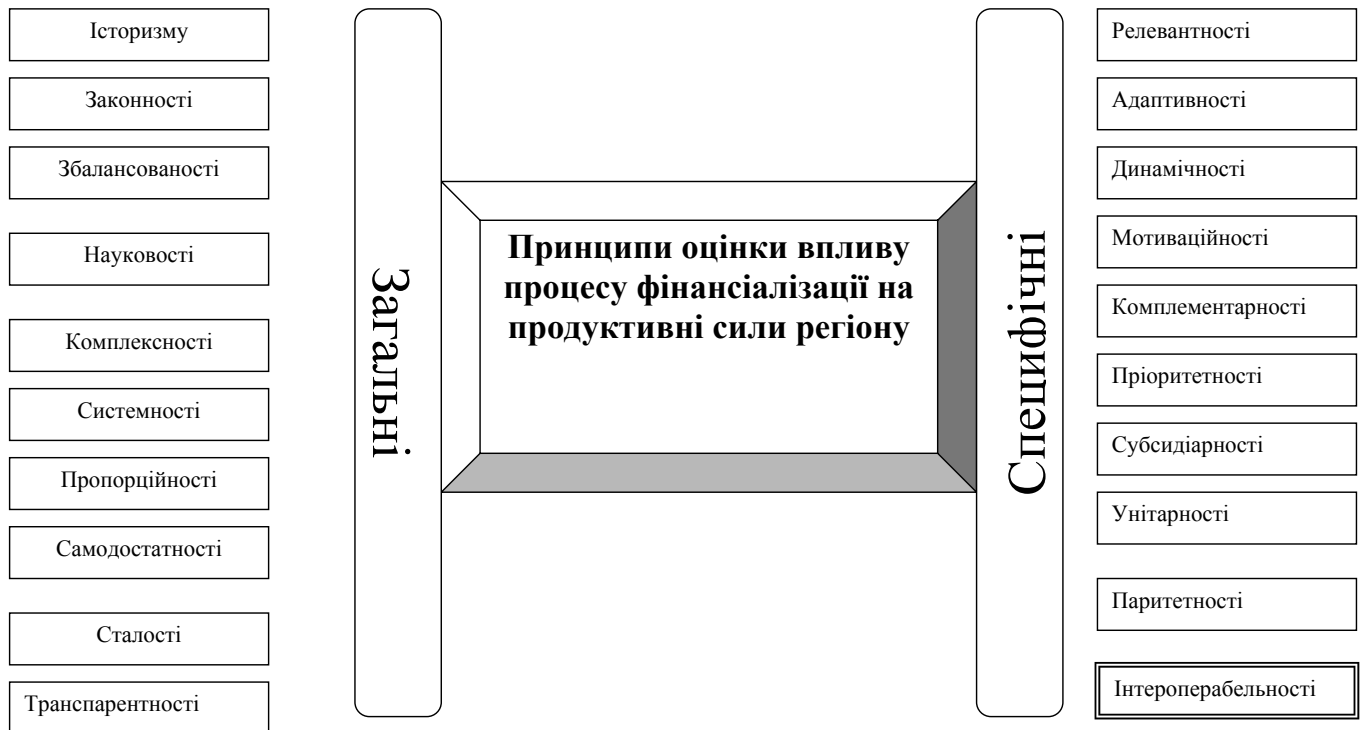 Історизму
Законності
Збалансованості
Науковості
Комплексності
Системності
Пропорційності
Самодостатності
Сталості
Транспарентності
Загальні
Принципи оцінки впливу
процесу фінансіалізації на
продуктивні сили регіону
Специфічні
Релевантності
Адаптивності
Динамічності
Мотиваційності
Комплементарності
Пріоритетності
Субсидіарності
Унітарності
Паритетності
Інтероперабельності